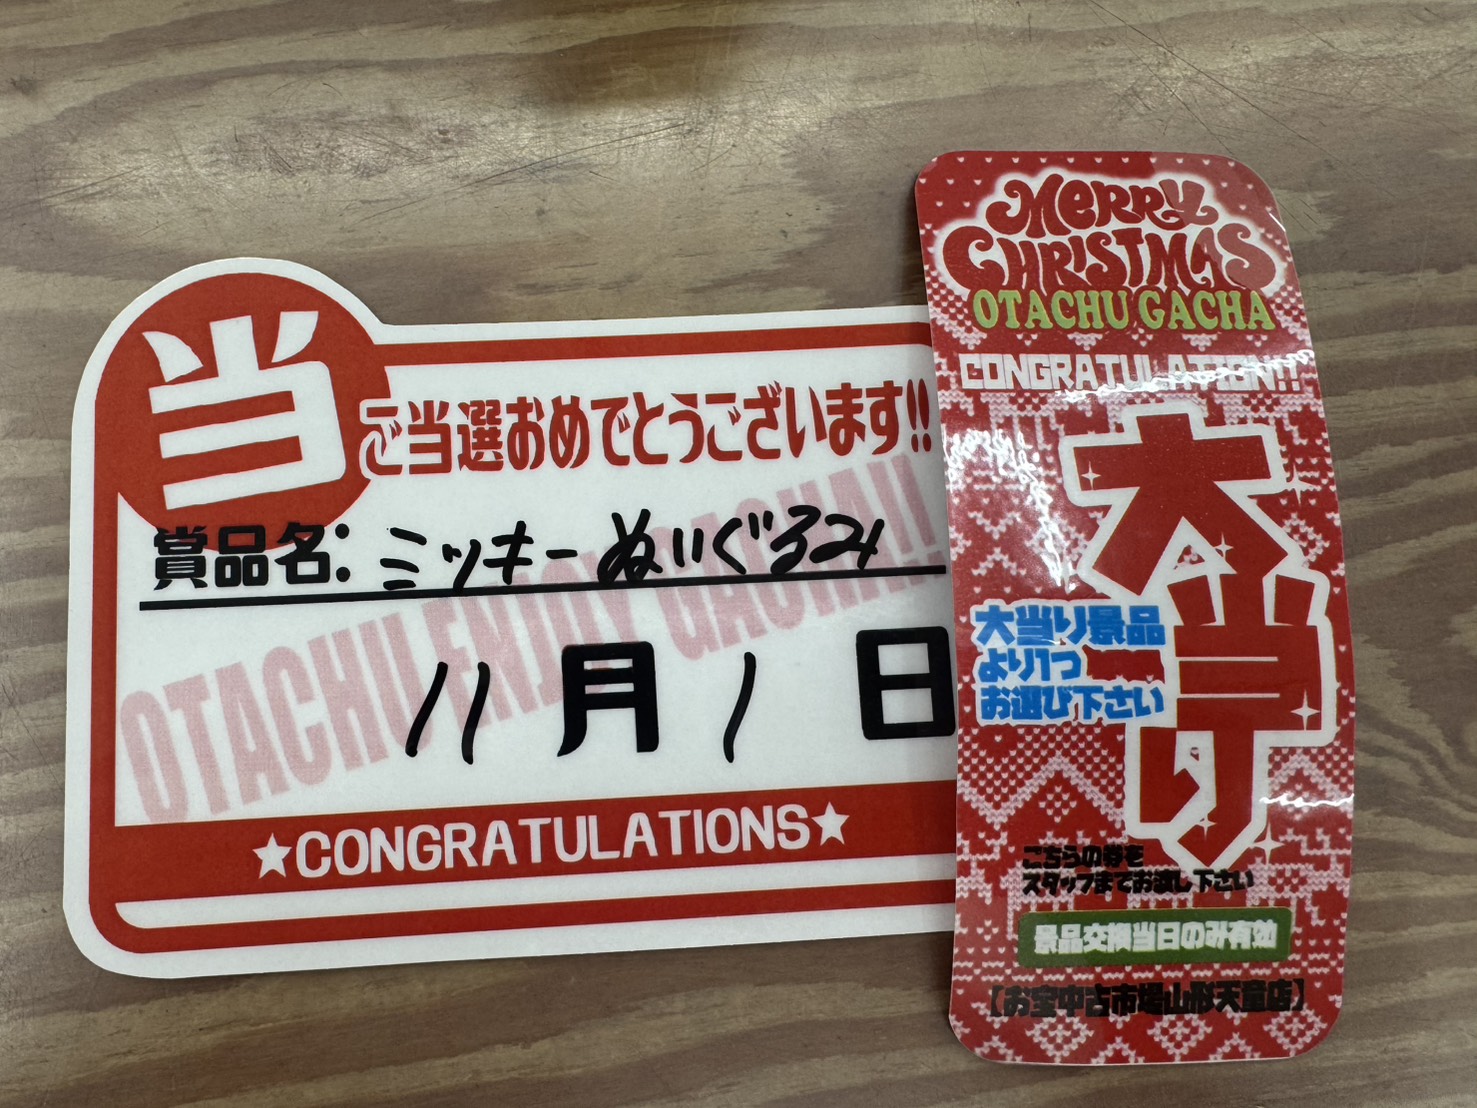 当
ご当選おめでとうございます!!
賞品名：ミッキーぬいぐるみ
OTACHU ENJOY GACHA!!
11月1日
★CONGRATULATIONS★
MERRY
CHRISTMAS
OTACHU GACHA
CONGRATULATION!!
大当り
大当り景品
より1つ
お選び下さい
こちらの券を
スタッフまでお渡し下さい
景品交換当日のみ有効
【お宝中古市場山形天童店】